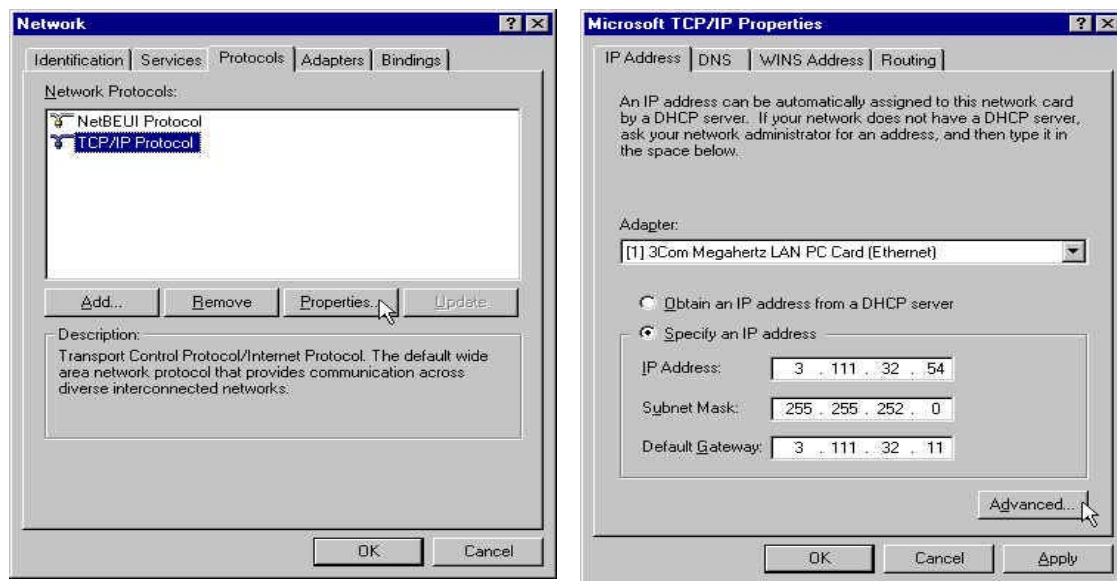 Network
Identification Services Protocols Adapters Bindings
Network Protocols:
NetBEUI Protocol
TCP/IP Protocol
Add... Remove Properties... Update
Description:
Transport Control Protocol/Internet Protocol. The default wide
area network protocol that provides communication across
diverse interconnected networks.
OK Cancel
Microsoft TCP/IP Properties
IP Address DNS WINS Address Routing
An IP address can be automatically assigned to this network card
by a DHCP server. If your network does not have a DHCP server,
ask your network administrator for an address, and then type it in
the space below.
Adapter:
[1] 3Com Megahertz LAN PC Card (Ethernet)
Obtain an IP address from a DHCP server
Specify an IP address
IP Address: 3 . 111 . 32 . 54
Subnet Mask: 255 . 255 . 252 . 0
Default Gateway: 3 . 111 . 32 . 11
Advanced...
OK Cancel Apply